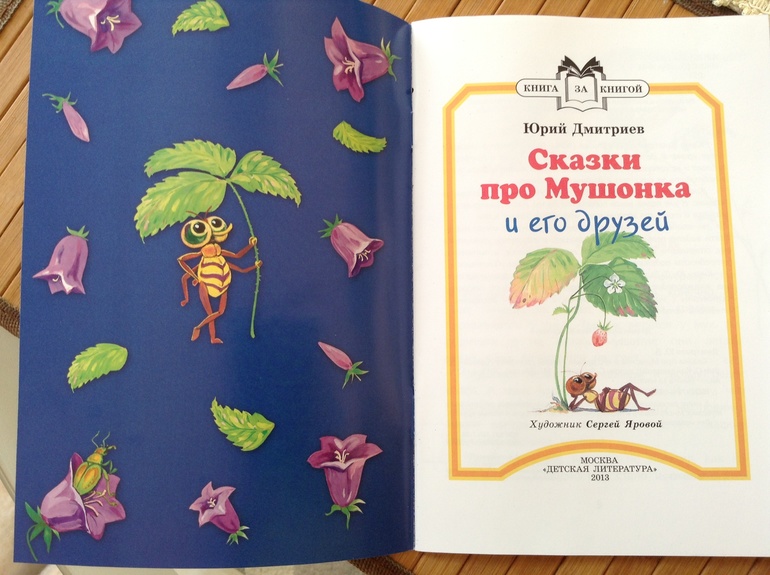 КНИГА ЗА КНИГОЙ
Юрий Дмитриев
Сказки
про Мушонка
и его друзей
Художник Сергей Яровой
МОСКВА
«ДЕТСКАЯ ЛИТЕРАТУРА»
2013